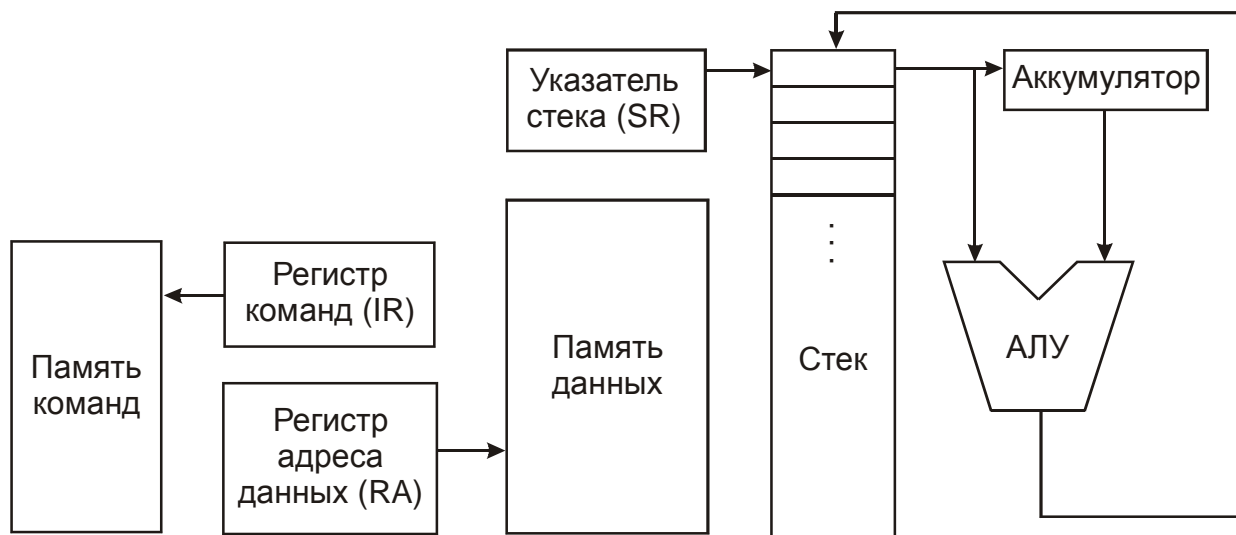 Указатель
стека (SR)
Аккумулятор
Регистр
команд (IR)
Память
команд
Регистр
адреса
данных (RA)
Память
данных
Стек
АЛУ